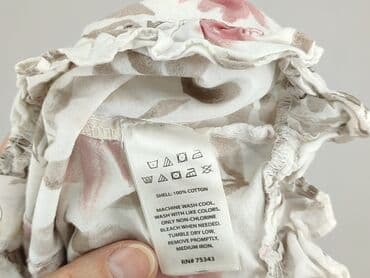 SHELL: 100% COTTON
MACHINE WASH COOL,
WASH WITH LIKE COLORS,
ONLY NON-CHLORINE
BLEACH WHEN NEEDED.
TUMBLE DRY LOW.
REMOVE PROMPTLY,
MEDIUM IRON.
RN# 75343